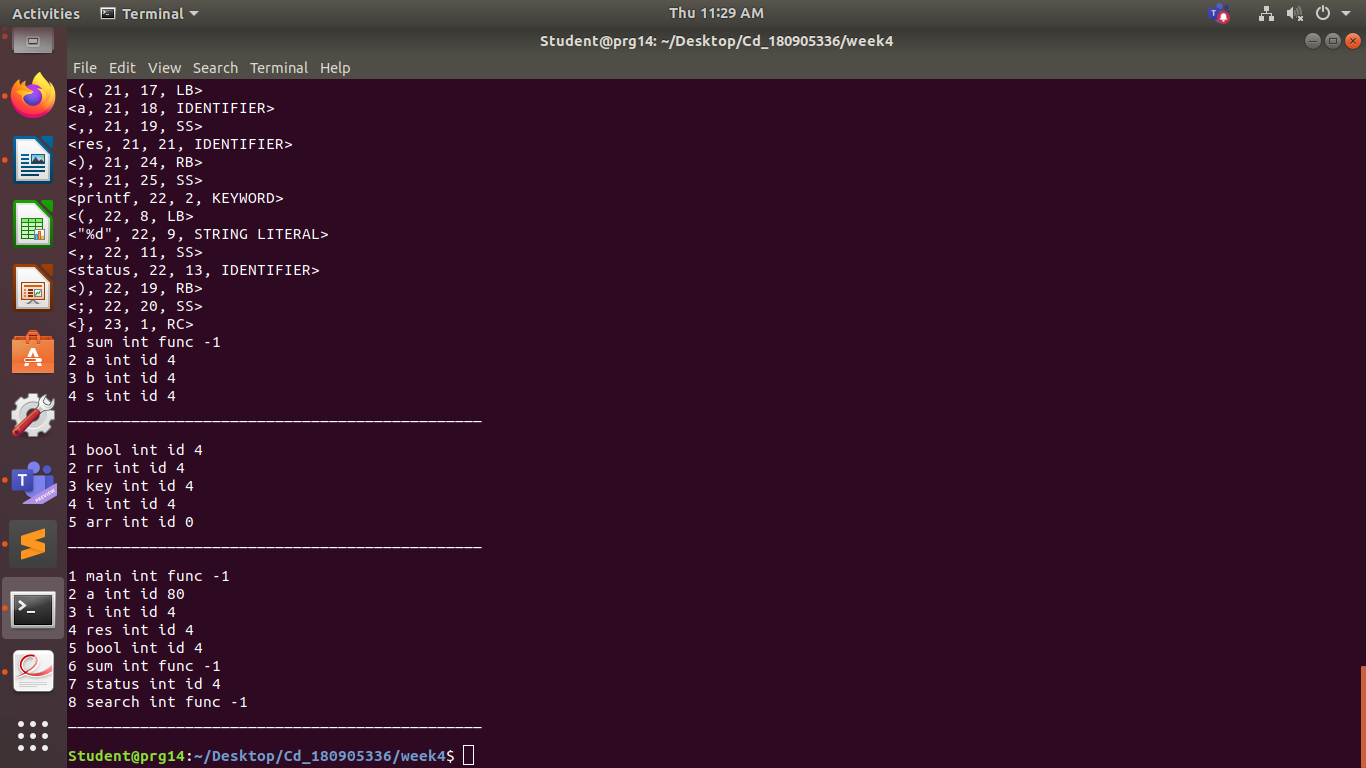 Activities Terminal Thu 11:29 AM
Student@prg14: ~/Desktop/Cd_180905336/week4
File Edit View Search Terminal Help
<(, 21, 17, LB>
<a, 21, 18, IDENTIFIER>
<,, 21, 19, SS>
<res, 21, 21, IDENTIFIER>
<), 21, 24, RB>
<;, 21, 25, SS>
<printf, 22, 2, KEYWORD>
<(, 22, 8, LB>
<"%d", 22, 9, STRING LITERAL>
<,, 22, 11, SS>
<status, 22, 13, IDENTIFIER>
<), 22, 19, RB>
<;, 22, 20, SS>
<}, 23, 1, RC>
1 sum int func -1
2 a int id 4
3 b int id 4
4 s int id 4
______________________________________________
1 bool int id 4
2 rr int id 4
3 key int id 4
4 i int id 4
5 arr int id 0
______________________________________________
1 main int func -1
2 a int id 80
3 i int id 4
4 res int id 4
5 bool int id 4
6 sum int func -1
7 status int id 4
8 search int func -1
______________________________________________
Student@prg14:~/Desktop/Cd_180905336/week4$